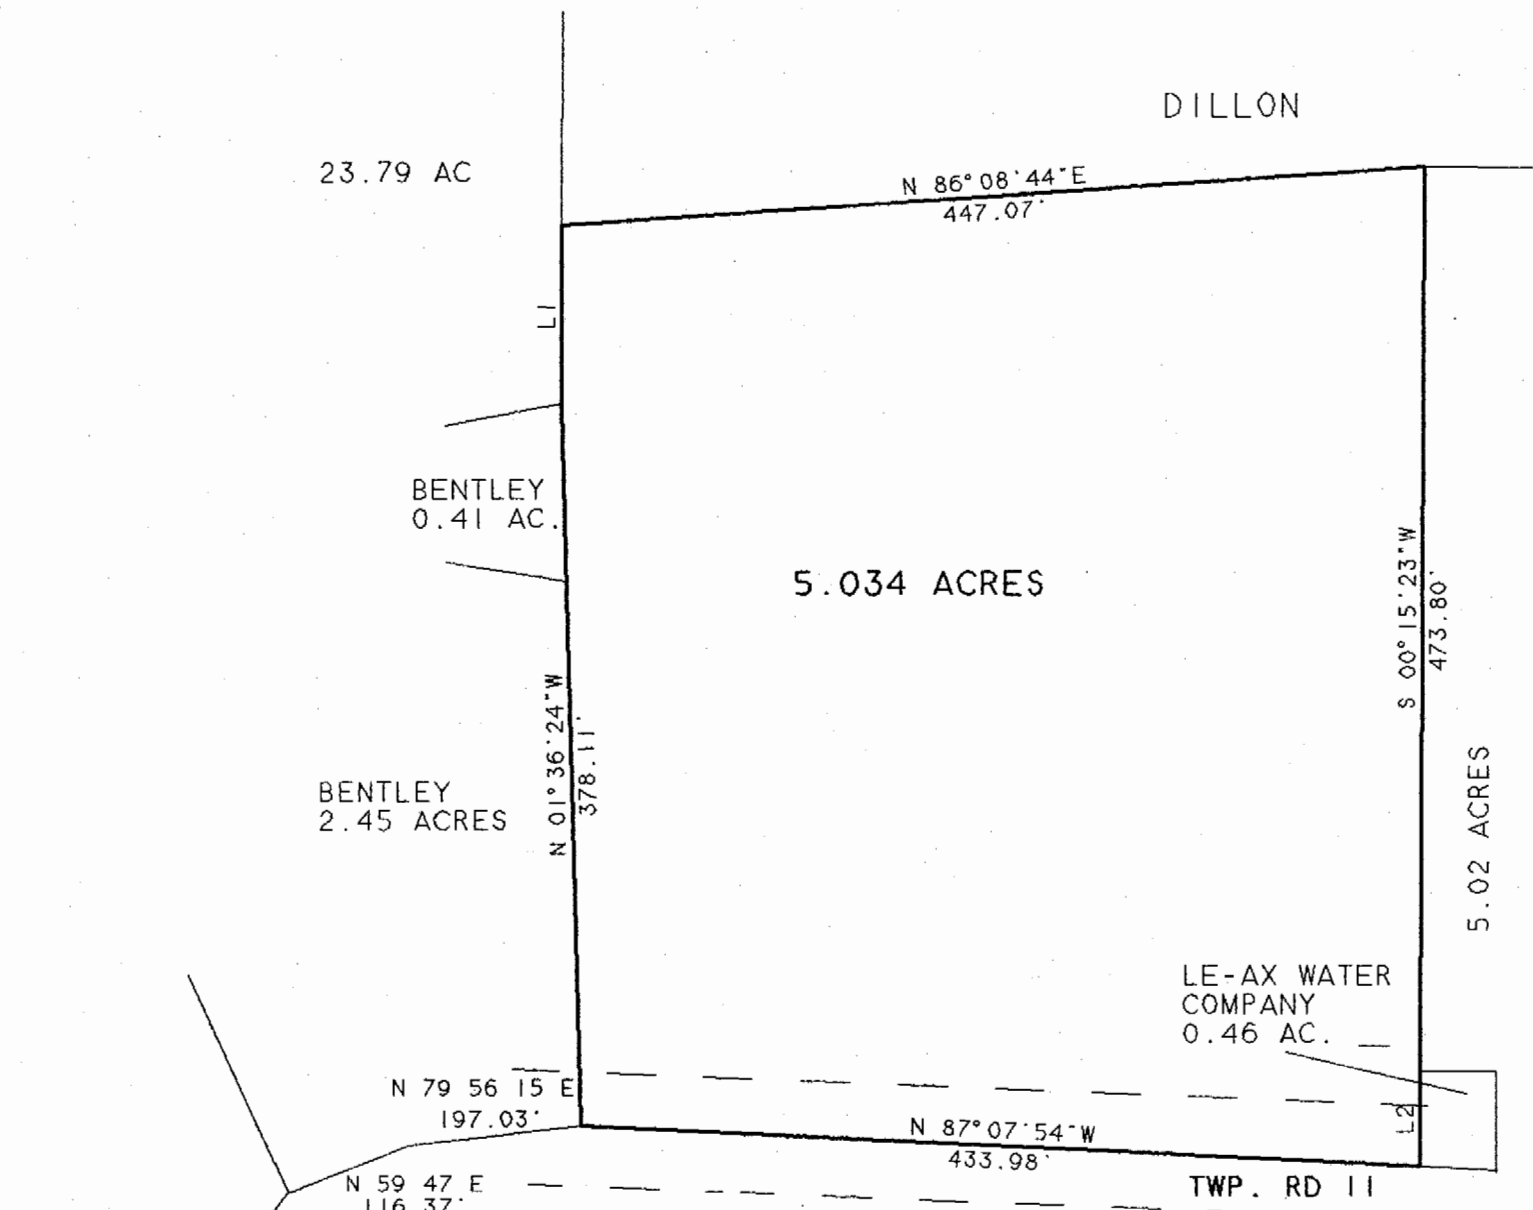 DILLON
23.79 AC
N 86°08'44"E
447.07'
L1
BENTLEY
0.41 AC.
5.034 ACRES
S 00°15'23"W
473.80'
N 01°36'24"W
378.11'
BENTLEY
2.45 ACRES
5.02 ACRES
LE-AX WATER
COMPANY
0.46 AC.
N 79 56 15 E
197.03'
L2
N 87°07'54"W
433.98'
N 59 47 E
116.37'
TWP. RD 11